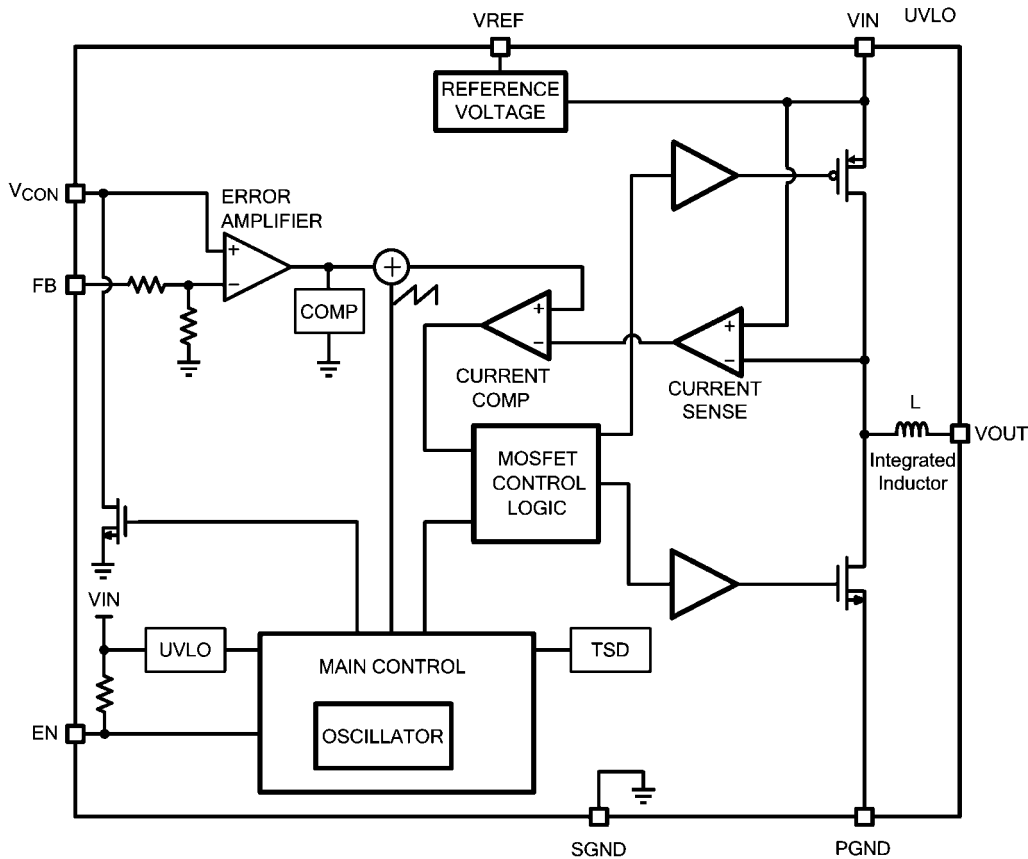 VREF
VIN
UVLO
REFERENCE
VOLTAGE
VCON
ERROR
AMPLIFIER
+
−
FB
+
COMP
+
−
+
−
CURRENT
COMP
CURRENT
SENSE
L
VOUT
Integrated
Inductor
MOSFET
CONTROL
LOGIC
VIN
UVLO
MAIN CONTROL
TSD
OSCILLATOR
EN
SGND
PGND